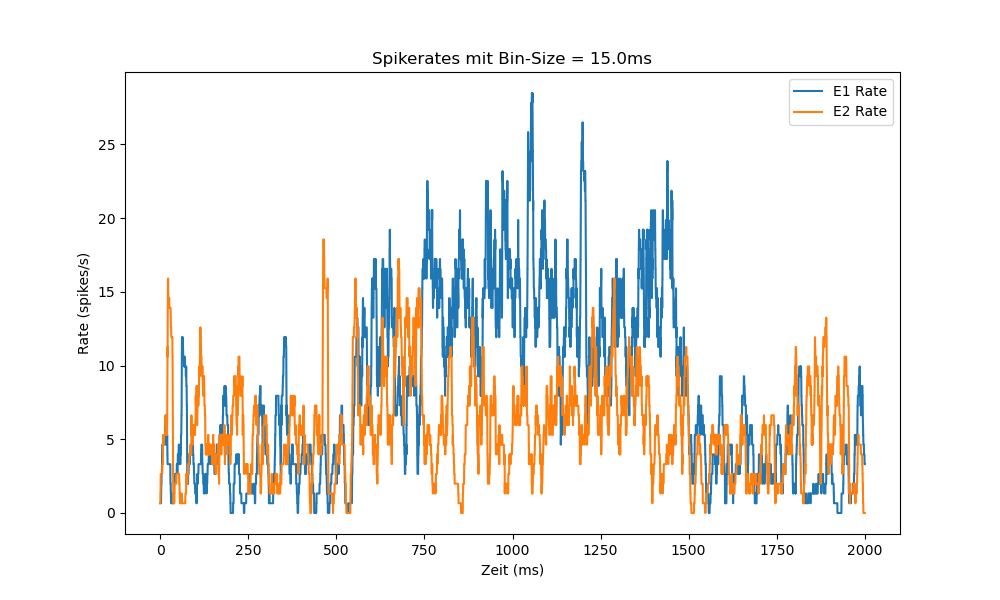 Spikerates mit Bin-Size = 15.0ms
E1 Rate
E2 Rate
Rate (spikes/s)
25
20
15
10
5
0
0 250 500 750 1000 1250 1500 1750 2000
Zeit (ms)